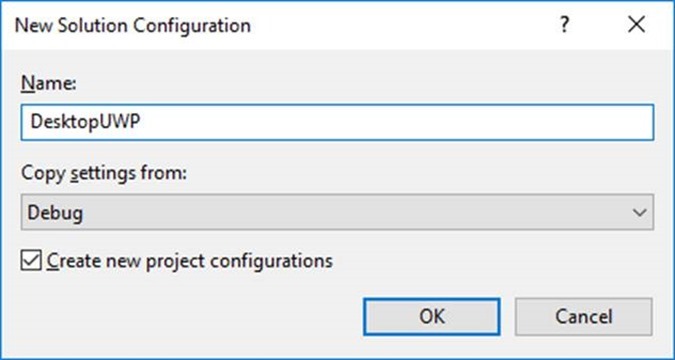 New Solution Configuration ?
Name:
DesktopUWP
Copy settings from:
Debug
Create new project configurations
OK Cancel